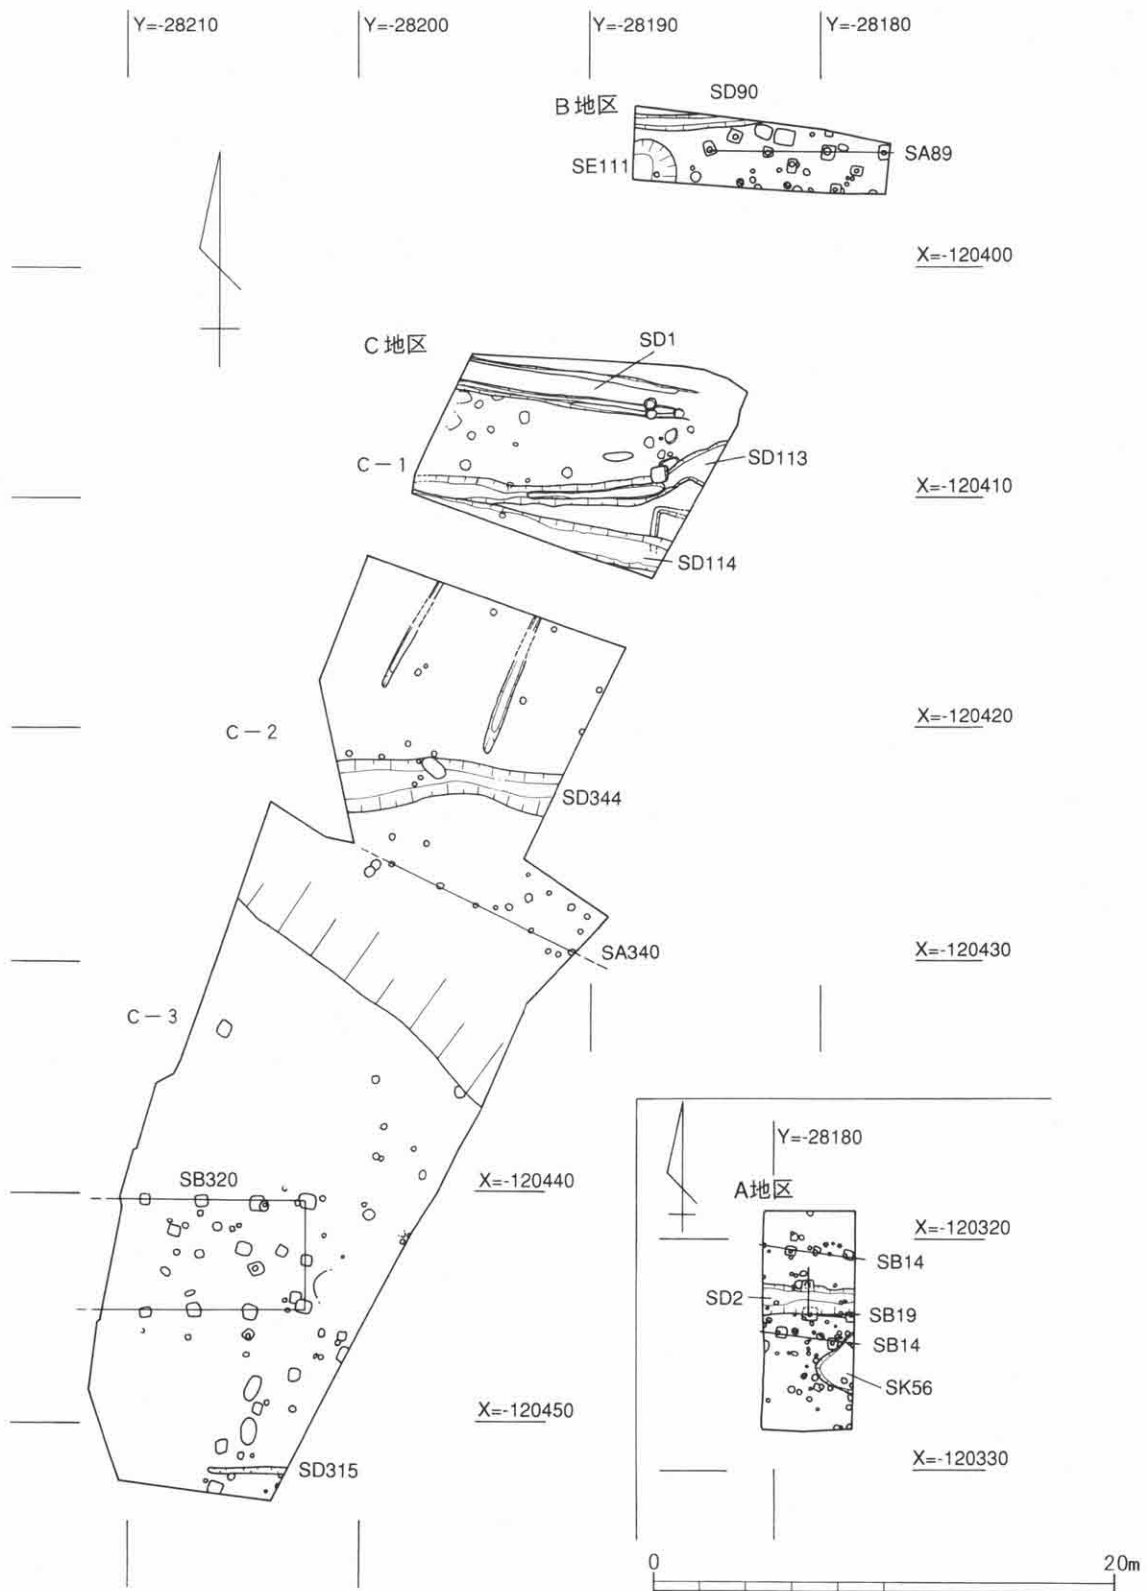 Y=-28210
Y=-28200
Y=-28190
Y=-28180
SD90
B地区
SA89
SE111
X=-120400
SD1
C地区
C-1
SD113
X=-120410
SD114
X=-120420
C-2
SD344
SA340
X=-120430
C-3
Y=-28180
SB320
X=-120440
A地区
X=-120320
SB14
SD2
SB19
SB14
SK56
X=-120450
X=-120330
SD315
0
20m